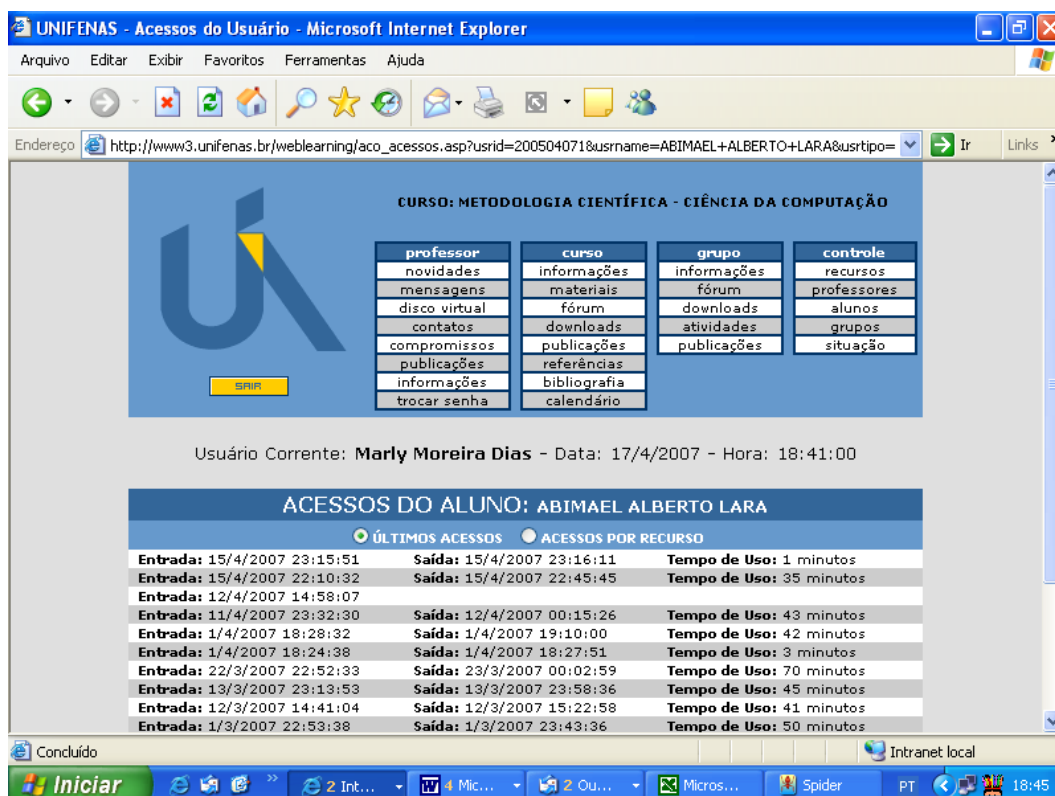 UNIFENAS - Acessos do Usuário - Microsoft Internet Explorer
Arquivo Editar Exibir Favoritos Ferramentas Ajuda
Endereço http://www3.unifenas.br/weblearning/aco_acessos.asp?usrid=200504071&usrname=ABIMAEL+ALBERTO+LARA&usrtipo= Ir Links
CURSO: METODOLOGIA CIENTÍFICA - CIÊNCIA DA COMPUTAÇÃO
professor curso grupo controle
novidades informações informações recursos
mensagens materiais fórum professores
disco virtual fórum downloads alunos
contatos downloads atividades grupos
compromissos publicações publicações situação
publicações referências
informações bibliografia
trocar senha calendário
SAIR
Usuário Corrente: Marly Moreira Dias - Data: 17/4/2007 - Hora: 18:41:00
ACESSOS DO ALUNO: ABIMAEL ALBERTO LARA
ÚLTIMOS ACESSOS ACESSOS POR RECURSO
Entrada: 15/4/2007 23:15:51 Saída: 15/4/2007 23:16:11 Tempo de Uso: 1 minutos
Entrada: 15/4/2007 22:10:32 Saída: 15/4/2007 22:45:45 Tempo de Uso: 35 minutos
Entrada: 12/4/2007 14:58:07
Entrada: 11/4/2007 23:32:30 Saída: 12/4/2007 00:15:26 Tempo de Uso: 43 minutos
Entrada: 1/4/2007 18:28:32 Saída: 1/4/2007 19:10:00 Tempo de Uso: 42 minutos
Entrada: 1/4/2007 18:24:38 Saída: 1/4/2007 18:27:51 Tempo de Uso: 3 minutos
Entrada: 22/3/2007 22:52:33 Saída: 23/3/2007 00:02:59 Tempo de Uso: 70 minutos
Entrada: 13/3/2007 23:13:53 Saída: 13/3/2007 23:58:36 Tempo de Uso: 45 minutos
Entrada: 12/3/2007 14:41:04 Saída: 12/3/2007 15:22:58 Tempo de Uso: 41 minutos
Entrada: 1/3/2007 22:53:38 Saída: 1/3/2007 23:43:36 Tempo de Uso: 50 minutos
Concluído Intranet local
Iniciar » 2 Int... 4 Mic... 2 Ou... Micros... Spider PT 18:45